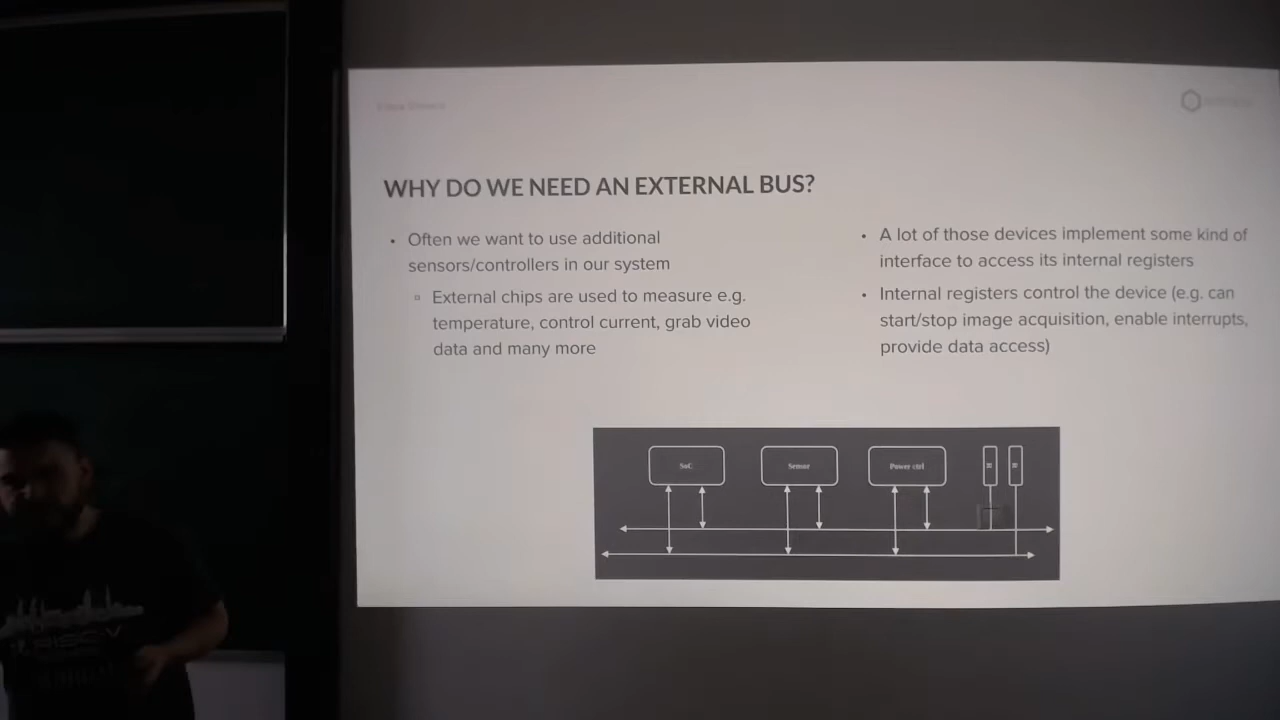 WHY DO WE NEED AN EXTERNAL BUS?
• Often we want to use additional
sensors/controllers in our system
▫ External chips are used to measure e.g.
temperature, control current, grab video
data and many more
• A lot of those devices implement some kind of
interface to access its internal registers
• Internal registers control the device (e.g. can
start/stop image acquisition, enable interrupts,
provide data access)
SoC
Sensor
Power ctrl
RISC-V